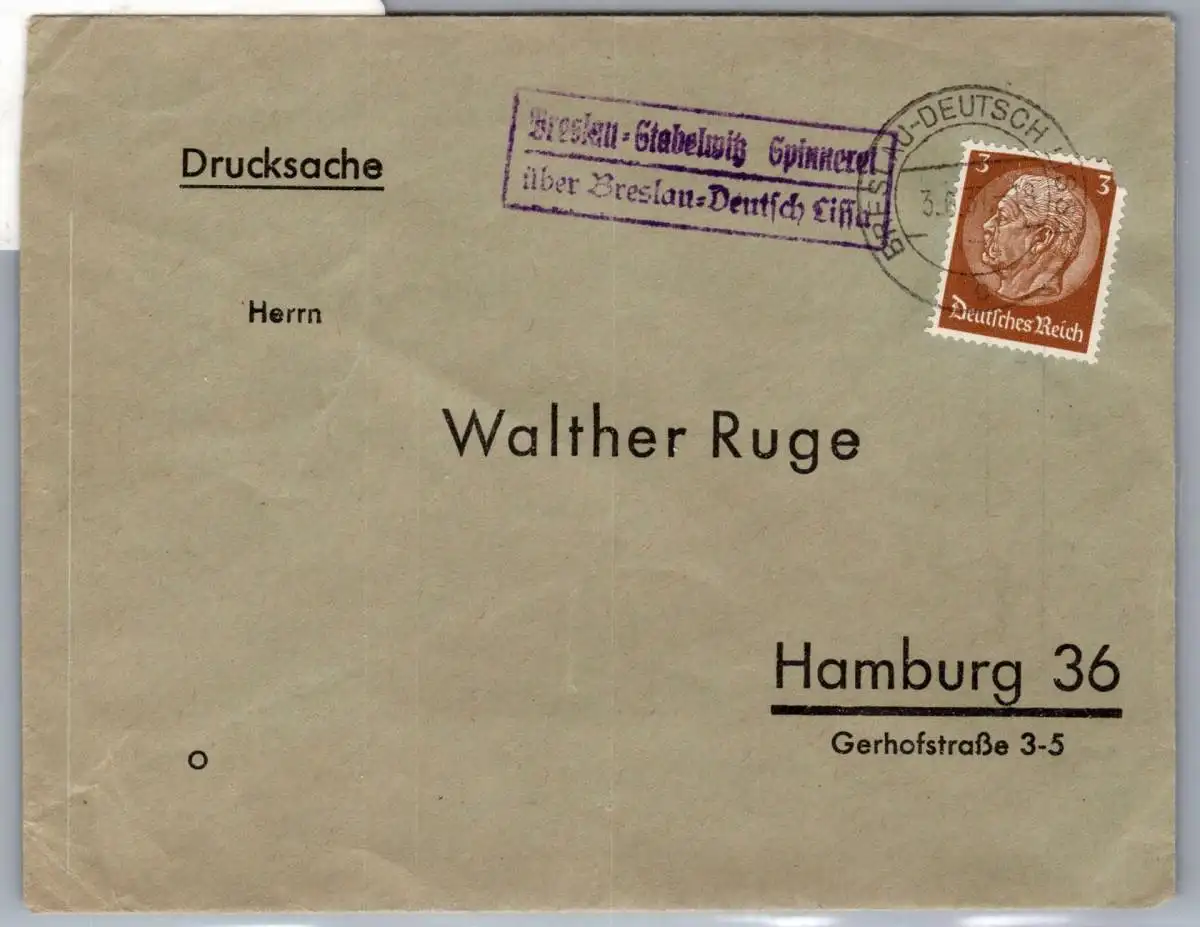 Drucksache
Breslau=Stabelwitz Spinnerei
über Breslau=Deutsch Lissa
BRESLAU-DEUTSCH
3 3
Deutsches Reich
Herrn
Walther Ruge
Hamburg 36
Gerhofstraße 3-5
O